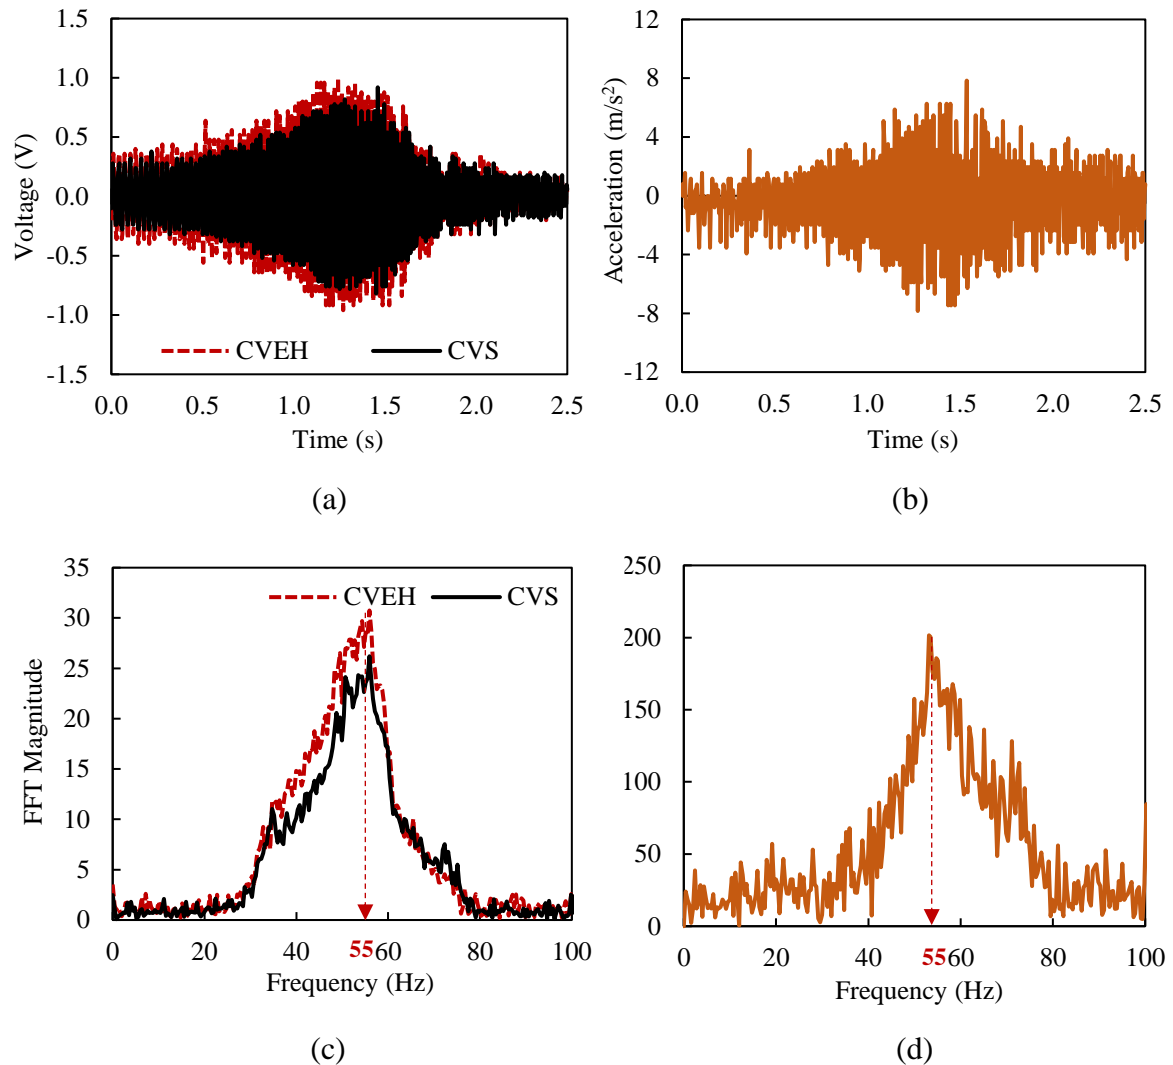 1.5
1.0
0.5
0.0
-0.5
-1.0
-1.5
Voltage (V)
CVEH CVS
0.0 0.5 1.0 1.5 2.0 2.5
Time (s)
(a)
12
8
4
0
-4
-8
-12
Acceleration (m/s²)
0.0 0.5 1.0 1.5 2.0 2.5
Time (s)
(b)
35
30
25
20
15
10
5
0
FFT Magnitude
CVEH CVS
0 20 40 55 60 80 100
Frequency (Hz)
(c)
250
200
150
100
50
0
0 20 40 55 60 80 100
Frequency (Hz)
(d)